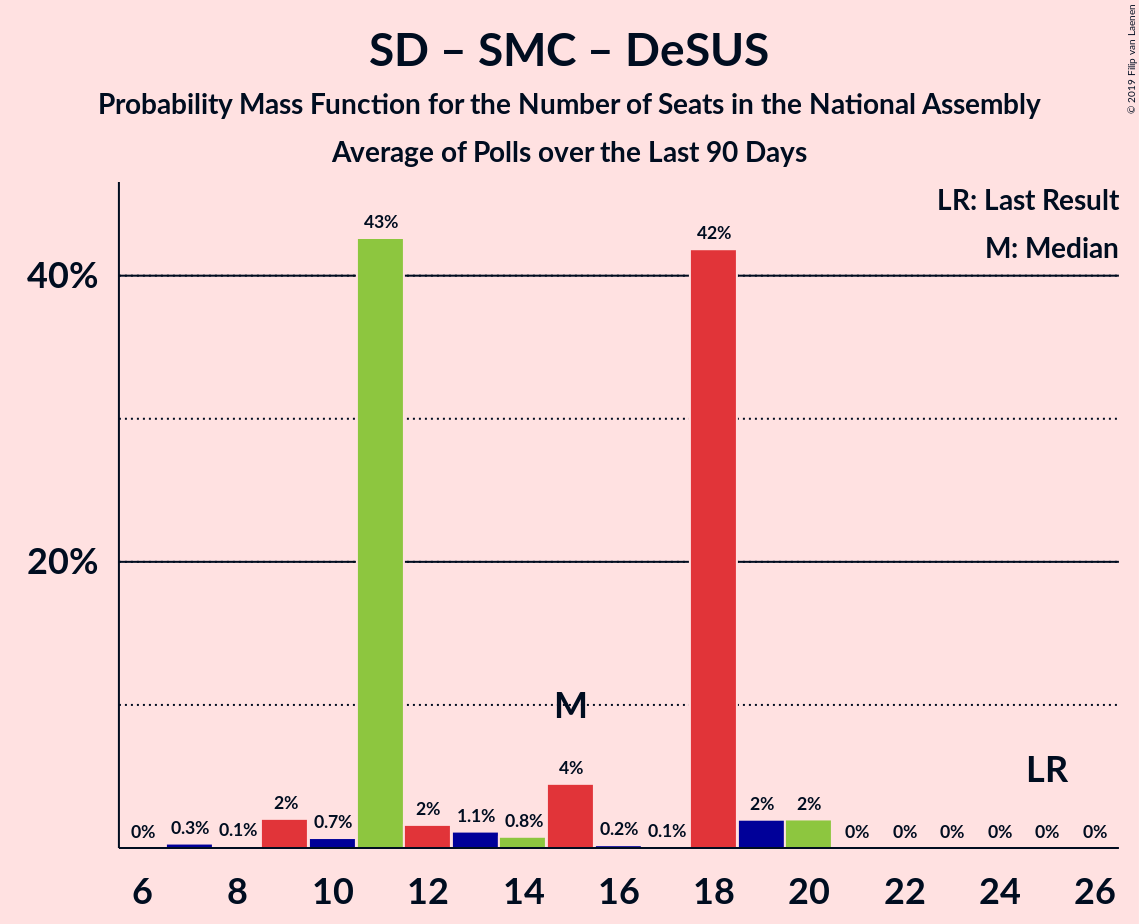 SD – SMC – DeSUS
Probability Mass Function for the Number of Seats in the National Assembly
Average of Polls over the Last 90 Days
© 2019 Filip van Laenen
LR: Last Result
M: Median
40%
20%
0% 0.3% 0.1% 2% 0.7% 43% 2% 1.1% 0.8% 4% 0.2% 0.1% 42% 2% 2% 0% 0% 0% 0% 0% 0%
M
LR
6 8 10 12 14 16 18 20 22 24 26